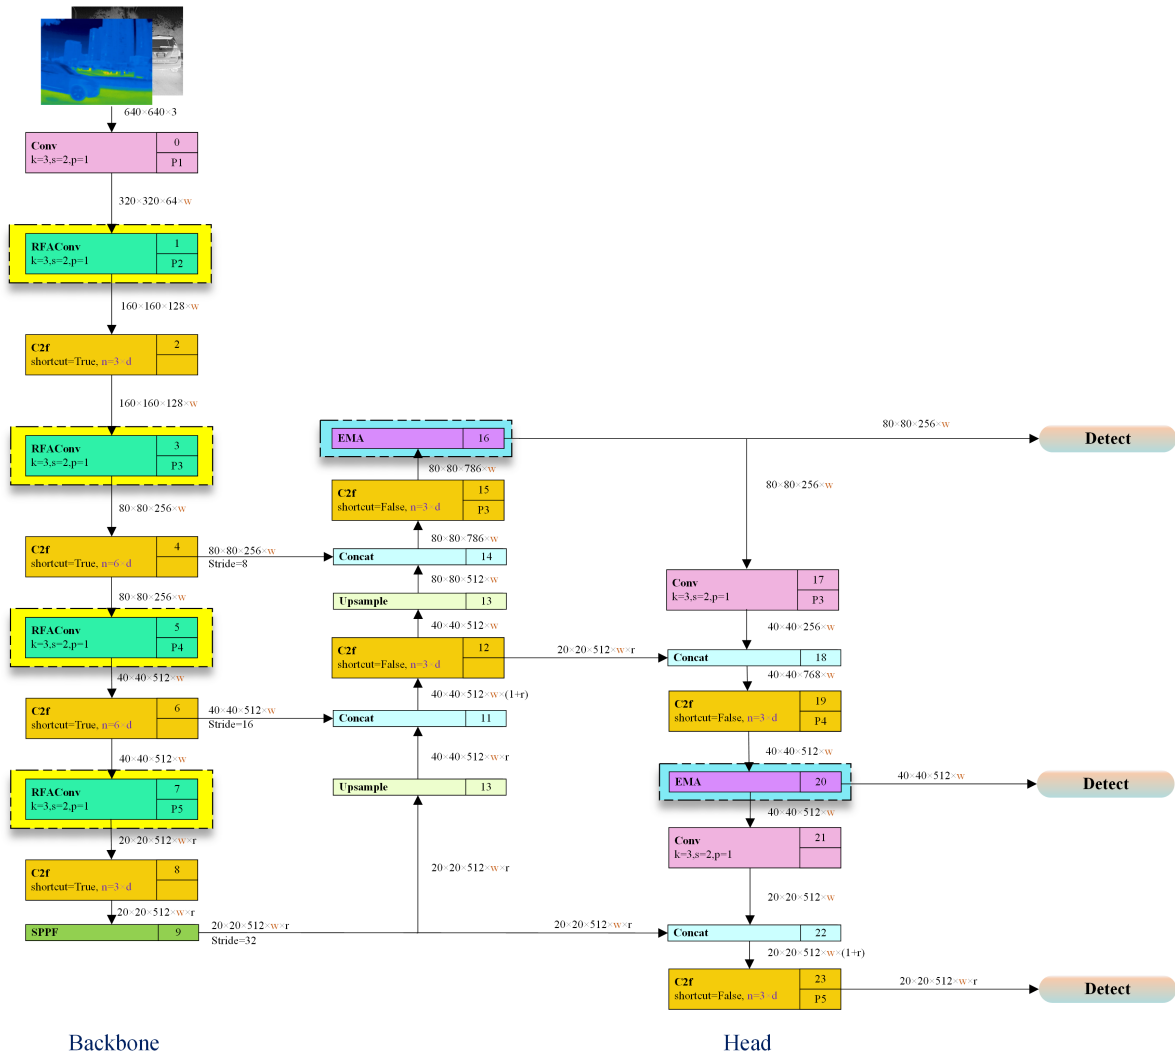 640×640×3
Conv
k=3,s=2,p=1
0
P1
320×320×64×w
RFAConv
k=3,s=2,p=1
1
P2
160×160×128×w
C2f
shortcut=True, n=3×d
2
160×160×128×w
RFAConv
k=3,s=2,p=1
3
P3
80×80×256×w
C2f
shortcut=True, n=6×d
4
80×80×256×w
Stride=8
80×80×256×w
RFAConv
k=3,s=2,p=1
5
P4
40×40×512×w
C2f
shortcut=True, n=6×d
6
40×40×512×w
Stride=16
40×40×512×w
RFAConv
k=3,s=2,p=1
7
P5
20×20×512×w×r
C2f
shortcut=True, n=3×d
8
20×20×512×w×r
SPPF
9
20×20×512×w×r
Stride=32
Backbone
EMA
16
80×80×786×w
C2f
shortcut=False, n=3×d
15
P3
80×80×786×w
Concat
14
80×80×512×w
Upsample
13
40×40×512×w
C2f
shortcut=False, n=3×d
12
20×20×512×w×r
40×40×512×w×(1+r)
Concat
11
40×40×512×w×r
Upsample
13
20×20×512×w×r
20×20×512×w×r
80×80×256×w
Detect
80×80×256×w
Conv
k=3,s=2,p=1
17
P3
40×40×256×w
Concat
18
40×40×768×w
C2f
shortcut=False, n=3×d
19
P4
40×40×512×w
EMA
20
40×40×512×w
Detect
40×40×512×w
Conv
k=3,s=2,p=1
21
20×20×512×w
Concat
22
20×20×512×w×(1+r)
C2f
shortcut=False, n=3×d
23
P5
20×20×512×w×r
Detect
Head